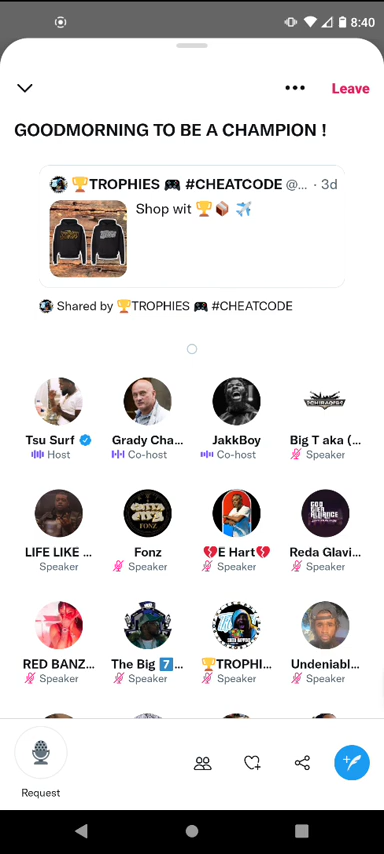 8:40
Leave
GOODMORNING TO BE A CHAMPION !
🏆TROPHIES 🎮 #CHEATCODE @... · 3d
Shop wit 🏆📦 ✈️
Shared by 🏆TROPHIES 🎮 #CHEATCODE
Tsu Surf Grady Cha... JakkBoy Big T aka (...
Host Co-host Co-host Speaker
LIFE LIKE ... Fonz 💔E Hart💔 Reda Glavi...
Speaker Speaker Speaker Speaker
RED BANZ... The Big 7️⃣... 🏆TROPHI... Undeniabl...
Speaker Speaker Speaker Speaker
Request